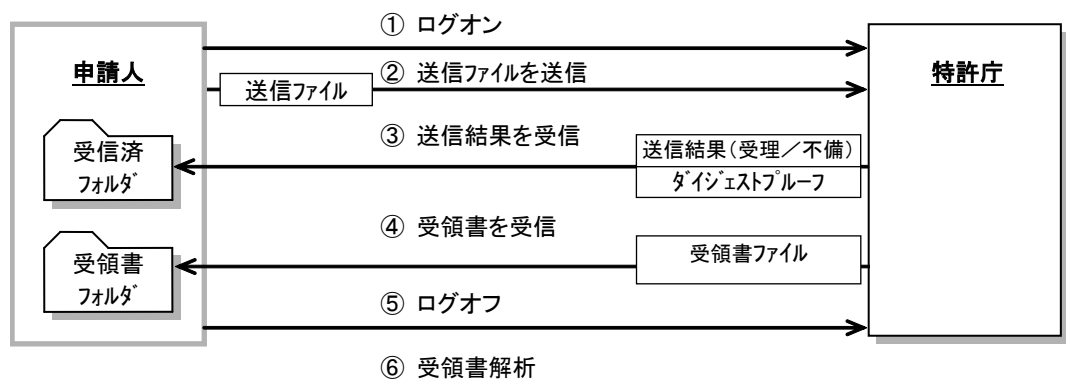 ① ログオン
申請人
特許庁
② 送信ファイルを送信
送信ファイル
③ 送信結果を受信
受信済
フォルダ
送信結果(受理/不備)
ダイジェストプルーフ
④ 受領書を受信
受領書
フォルダ
受領書ファイル
⑤ ログオフ
⑥ 受領書解析